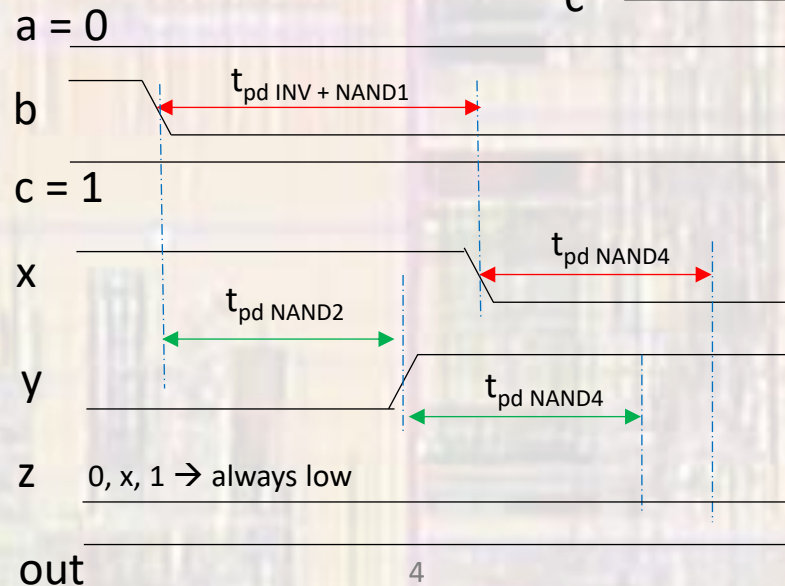 c
a = 0
t_pd INV + NAND1
b
c = 1
x
t_pd NAND4
t_pd NAND2
y
t_pd NAND4
z 0, x, 1 → always low
out
4